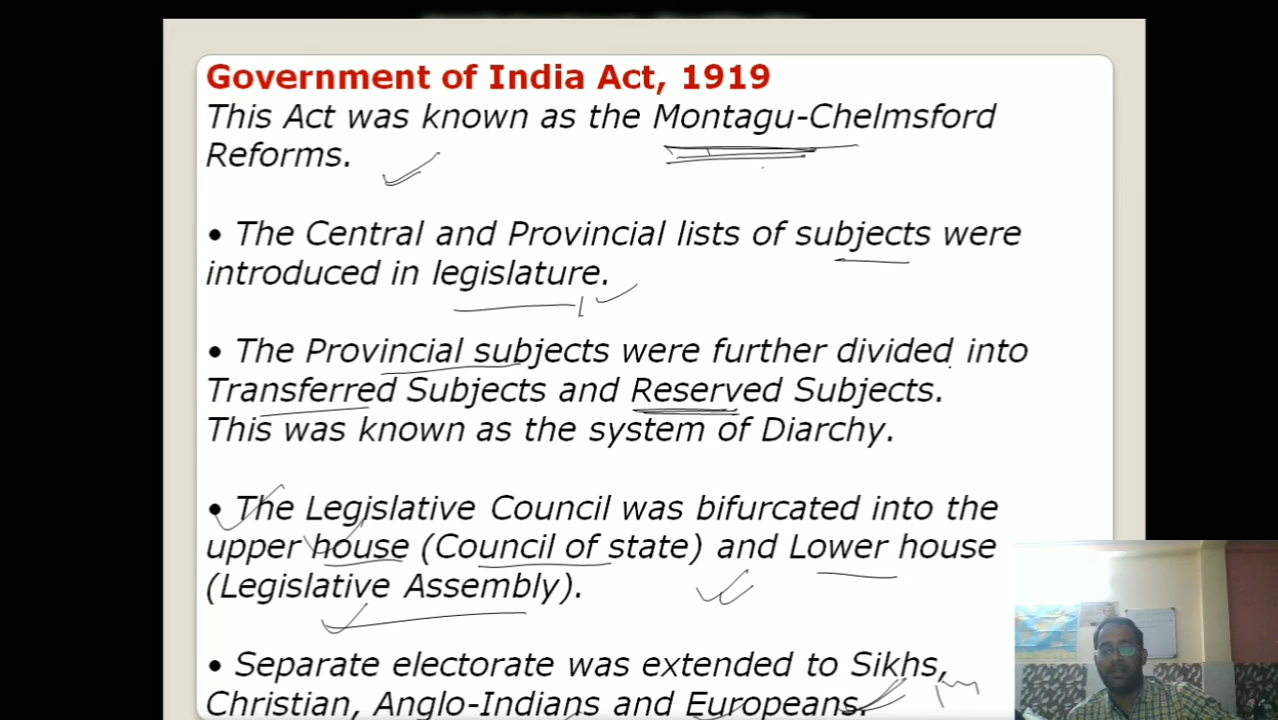 Government of India Act, 1919
This Act was known as the Montagu-Chelmsford
Reforms.
• The Central and Provincial lists of subjects were
introduced in legislature.
• The Provincial subjects were further divided into
Transferred Subjects and Reserved Subjects.
This was known as the system of Diarchy.
• The Legislative Council was bifurcated into the
upper house (Council of state) and Lower house
(Legislative Assembly).
• Separate electorate was extended to Sikhs,
Christian, Anglo-Indians and Europeans.